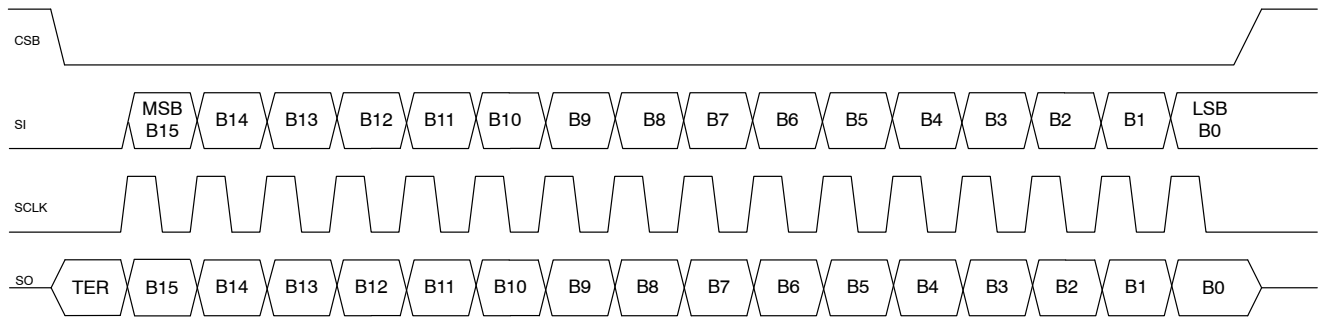 CSB
SI
MSB B15 B14 B13 B12 B11 B10 B9 B8 B7 B6 B5 B4 B3 B2 B1 LSB B0
SCLK
SO TER B15 B14 B13 B12 B11 B10 B9 B8 B7 B6 B5 B4 B3 B2 B1 B0